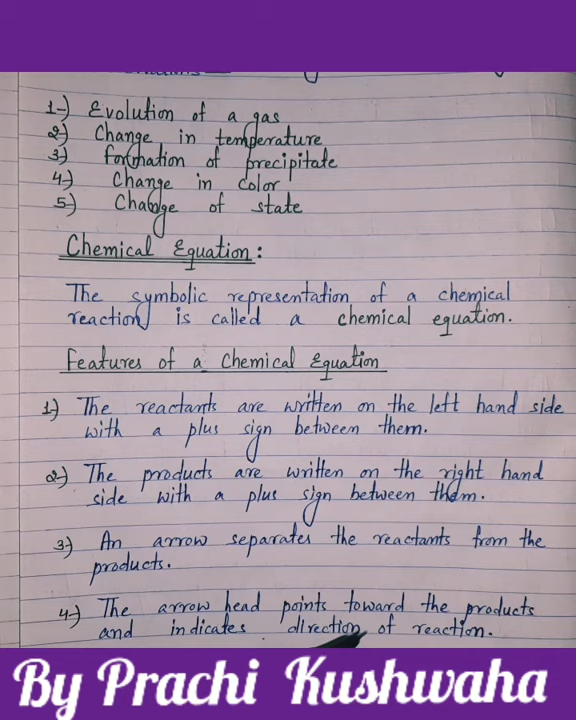 1-) Evolution of a gas
2-) Change in temperature
3-) formation of precipitate
4-) Change in color
5-) Change of state
Chemical Equation:
The symbolic representation of a chemical
reaction is called a chemical equation.
Features of a Chemical Equation
1-) The reactants are written on the left hand side
with a plus sign between them.
2-) The products are written on the right hand
side with a plus sign between them.
3-) An arrow separates the reactants from the
products.
4-) The arrow head points toward the products
and indicates direction of reaction.
By Prachi Kushwaha